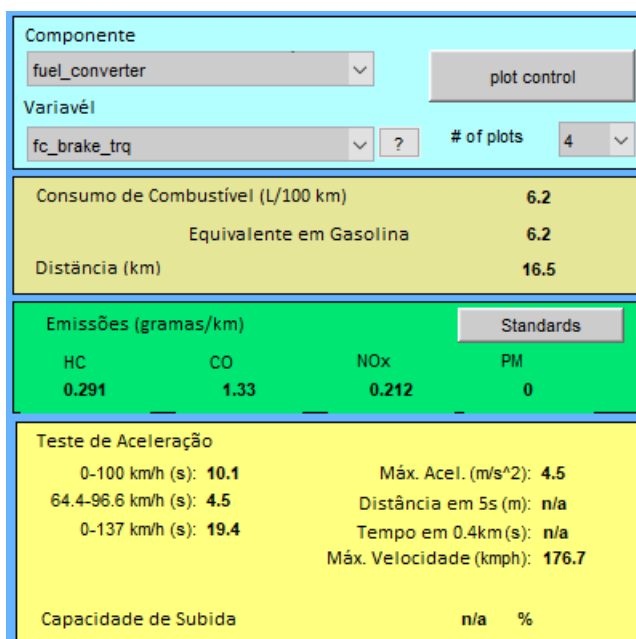 Componente
fuel_converter
plot control
Variavél
fc_brake_trq
?
# of plots
4
Consumo de Combustível (L/100 km) 6.2
Equivalente em Gasolina 6.2
Distäncia (km) 16.5
Emissões (gramas/km) Standards
HC CO NOx PM
0.291 1.33 0.212 0
Teste de Aceleração
0-100 km/h (s): 10.1 Máx. Acel. (m/s^2): 4.5
64.4-96.6 km/h (s): 4.5 Distância em 5s (m): n/a
0-137 km/h (s): 19.4 Tempo em 0.4km (s): n/a
Máx. Velocidade (kmph): 176.7
Capacidade de Subida n/a %